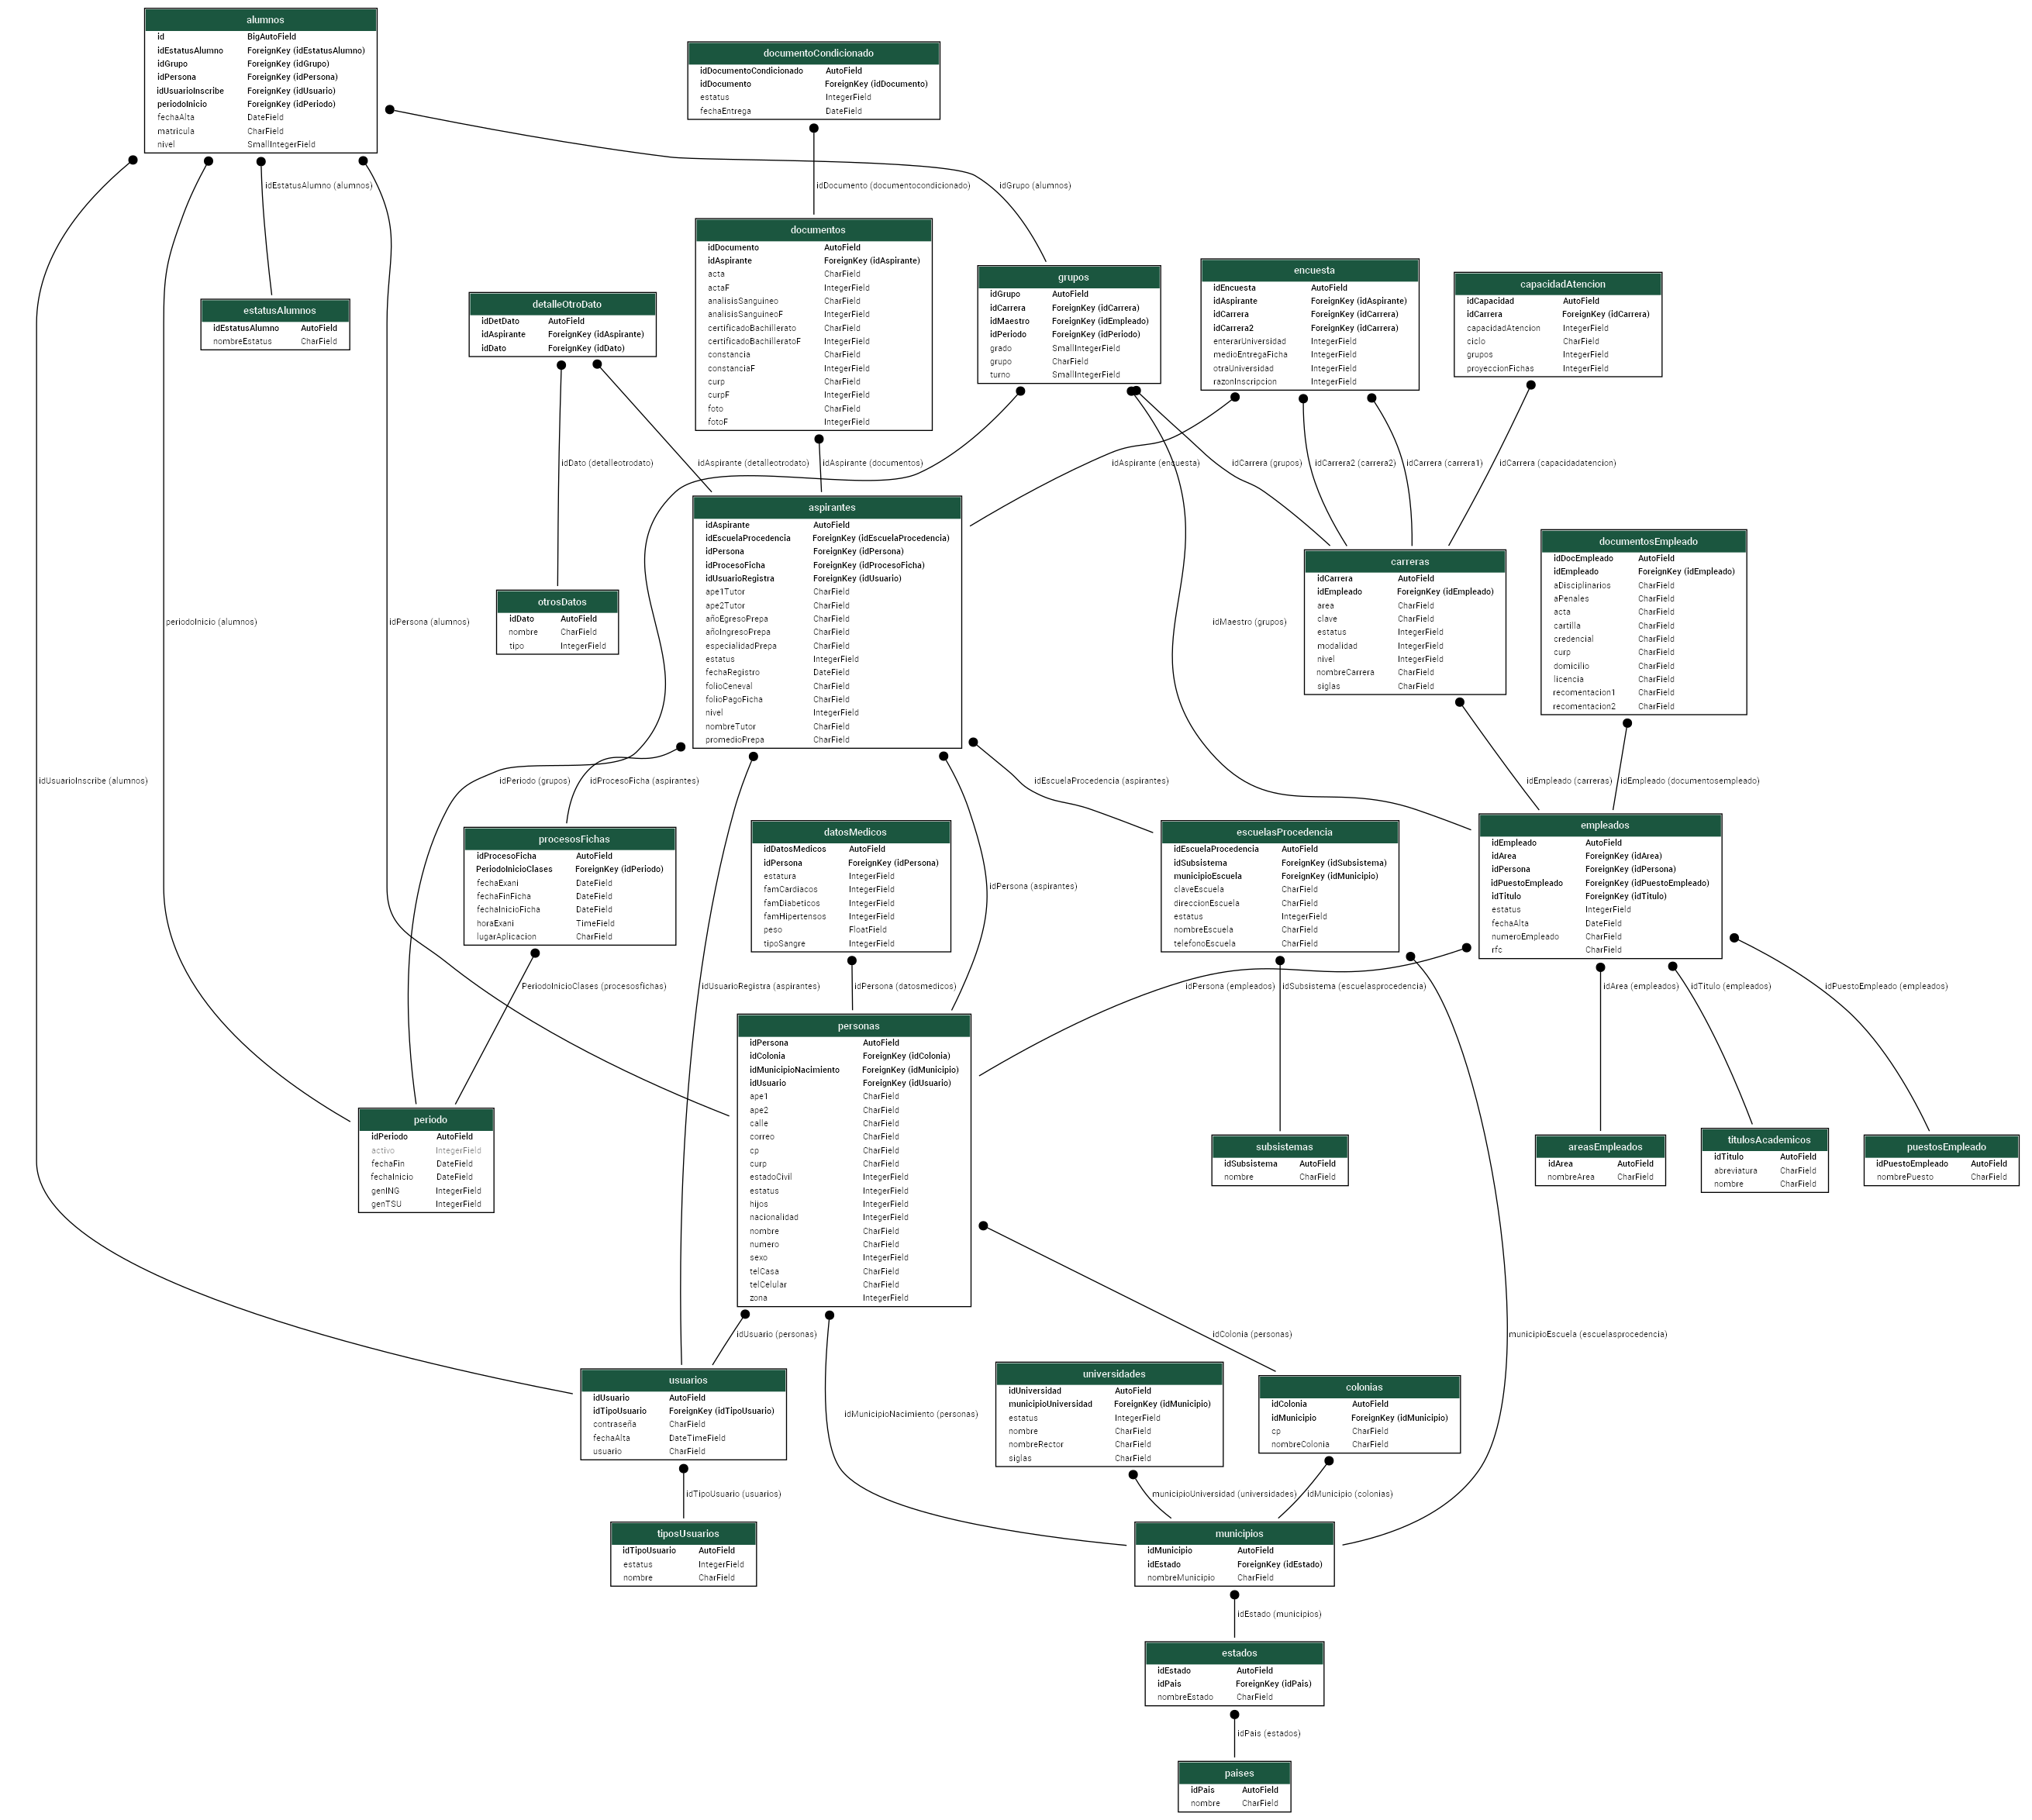 alumnos
id BigAutoField
idEstatusAlumno ForeignKey (idEstatusAlumno)
idGrupo ForeignKey (idGrupo)
idPersona ForeignKey (idPersona)
idUsuarioInscribe ForeignKey (idUsuario)
periodoInicio ForeignKey (idPeriodo)
fechaAlta DateField
matricula CharField
nivel SmallIntegerField
documentoCondicionado
idDocumentoCondicionado AutoField
idDocumento ForeignKey (idDocumento)
estatus IntegerField
fechaEntrega DateField
idEstatusAlumno (alumnos)
idDocumento (documentocondicionado)
idGrupo (alumnos)
documentos
idDocumento AutoField
idAspirante ForeignKey (idAspirante)
acta CharField
actaF IntegerField
analisisSanguineo CharField
analisisSanguineoF IntegerField
certificadoBachillerato CharField
certificadoBachilleratoF IntegerField
constancia CharField
constanciaF IntegerField
curp CharField
curpF IntegerField
foto CharField
fotoF IntegerField
grupos
idGrupo AutoField
idCarrera ForeignKey (idCarrera)
idMaestro ForeignKey (idEmpleado)
idPeriodo ForeignKey (idPeriodo)
grado SmallIntegerField
grupo CharField
turno SmallIntegerField
encuesta
idEncuesta AutoField
idAspirante ForeignKey (idAspirante)
idCarrera ForeignKey (idCarrera)
idCarrera2 ForeignKey (idCarrera)
enterarUniversidad IntegerField
medioEntregaFicha IntegerField
otraUniversidad IntegerField
razonInscripcion IntegerField
capacidadAtencion
idCapacidad AutoField
idCarrera ForeignKey (idCarrera)
capacidadAtencion IntegerField
ciclo CharField
grupos IntegerField
proyeccionFichas IntegerField
estatusAlumnos
idEstatusAlumno AutoField
nombreEstatus CharField
detalleOtroDato
idDetDato AutoField
idAspirante ForeignKey (idAspirante)
idDato ForeignKey (idDato)
idDato (detalleotrodato)
idAspirante (detalleotrodato)
idAspirante (documentos)
idAspirante (encuesta)
idCarrera (grupos)
idCarrera2 (carrera2)
idCarrera (carrera1)
idCarrera (capacidadatencion)
aspirantes
idAspirante AutoField
idEscuelaProcedencia ForeignKey (idEscuelaProcedencia)
idPersona ForeignKey (idPersona)
idProcesoFicha ForeignKey (idProcesoFicha)
idUsuarioRegistra ForeignKey (idUsuario)
ape1Tutor CharField
ape2Tutor CharField
añoEgresoPrepa CharField
añoIngresoPrepa CharField
especialidadPrepa CharField
estatus IntegerField
fechaRegistro DateField
folioCeneval CharField
folioPagoFicha CharField
nivel IntegerField
nombreTutor CharField
promedioPrepa CharField
carreras
idCarrera AutoField
idEmpleado ForeignKey (idEmpleado)
area CharField
clave CharField
estatus IntegerField
modalidad IntegerField
nivel IntegerField
nombreCarrera CharField
siglas CharField
documentosEmpleado
idDocEmpleado AutoField
idEmpleado ForeignKey (idEmpleado)
aDisciplinarios CharField
aPenales CharField
acta CharField
cartilla CharField
credencial CharField
curp CharField
domicilio CharField
licencia CharField
recomentacion1 CharField
recomentacion2 CharField
otrosDatos
idDato AutoField
nombre CharField
tipo IntegerField
periodoInicio (alumnos)
idPersona (alumnos)
idMaestro (grupos)
idUsuarioInscribe (alumnos)
idPeriodo (grupos)
idProcesoFicha (aspirantes)
idEscuelaProcedencia (aspirantes)
idEmpleado (carreras)
idEmpleado (documentosempleado)
procesosFichas
idProcesoFicha AutoField
PeriodoInicioClases ForeignKey (idPeriodo)
fechaExani DateField
fechaFinFicha DateField
fechaInicioFicha DateField
horaExani TimeField
lugarAplicacion CharField
datosMedicos
idDatosMedicos AutoField
idPersona ForeignKey (idPersona)
estatura IntegerField
famCardiacos IntegerField
famDiabeticos IntegerField
famHipertensos IntegerField
peso FloatField
tipoSangre IntegerField
idPersona (aspirantes)
escuelasProcedencia
idEscuelaProcedencia AutoField
idSubsistema ForeignKey (idSubsistema)
municipioEscuela ForeignKey (idMunicipio)
claveEscuela CharField
direccionEscuela CharField
estatus IntegerField
nombreEscuela CharField
telefonoEscuela CharField
empleados
idEmpleado AutoField
idArea ForeignKey (idArea)
idPersona ForeignKey (idPersona)
idPuestoEmpleado ForeignKey (idPuestoEmpleado)
idTitulo ForeignKey (idTitulo)
estatus IntegerField
fechaAlta DateField
numeroEmpleado CharField
rfc CharField
PeriodoInicioClases (procesosfichas)
idUsuarioRegistra (aspirantes)
idPersona (datosmedicos)
idPersona (empleados)
idSubsistema (escuelasprocedencia)
idArea (empleados)
idTitulo (empleados)
idPuestoEmpleado (empleados)
personas
idPersona AutoField
idColonia ForeignKey (idColonia)
idMunicipioNacimiento ForeignKey (idMunicipio)
idUsuario ForeignKey (idUsuario)
ape1 CharField
ape2 CharField
calle CharField
correo CharField
cp CharField
curp CharField
estadoCivil IntegerField
estatus IntegerField
hijos IntegerField
nacionalidad IntegerField
nombre CharField
numero CharField
sexo IntegerField
telCasa CharField
telCelular CharField
zona IntegerField
periodo
idPeriodo AutoField
activo IntegerField
fechaFin DateField
fechaInicio DateField
genING IntegerField
genTSU IntegerField
subsistemas
idSubsistema AutoField
nombre CharField
areasEmpleados
idArea AutoField
nombreArea CharField
titulosAcademicos
idTitulo AutoField
abreviatura CharField
nombre CharField
puestosEmpleado
idPuestoEmpleado AutoField
nombrePuesto CharField
idUsuario (personas)
idColonia (personas)
municipioEscuela (escuelasprocedencia)
usuarios
idUsuario AutoField
idTipoUsuario ForeignKey (idTipoUsuario)
contraseña CharField
fechaAlta DateTimeField
usuario CharField
idMunicipioNacimiento (personas)
universidades
idUniversidad AutoField
municipioUniversidad ForeignKey (idMunicipio)
estatus IntegerField
nombre CharField
nombreRector CharField
siglas CharField
colonias
idColonia AutoField
idMunicipio ForeignKey (idMunicipio)
cp CharField
nombreColonia CharField
idTipoUsuario (usuarios)
municipioUniversidad (universidades)
idMunicipio (colonias)
tiposUsuarios
idTipoUsuario AutoField
estatus IntegerField
nombre CharField
municipios
idMunicipio AutoField
idEstado ForeignKey (idEstado)
nombreMunicipio CharField
idEstado (municipios)
estados
idEstado AutoField
idPais ForeignKey (idPais)
nombreEstado CharField
idPais (estados)
paises
idPais AutoField
nombre CharField